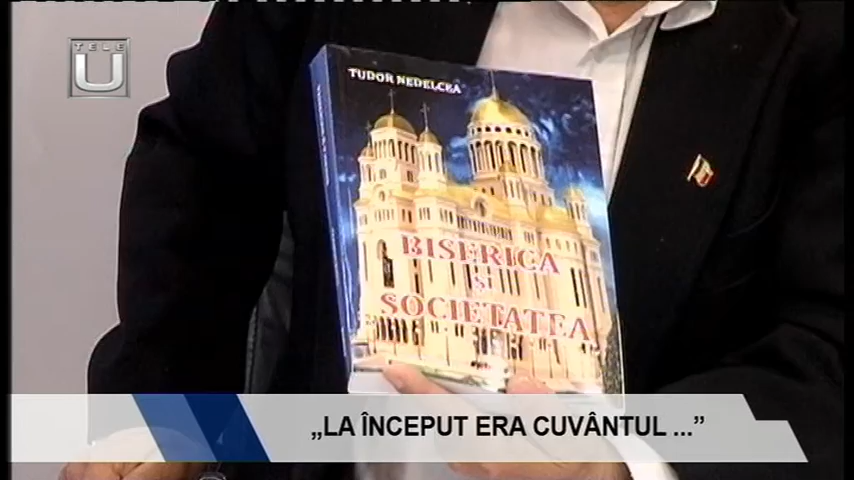 TELE
U
TUDOR NEDELCEA
BISERICA
ȘI
SOCIETATEA
„LA ÎNCEPUT ERA CUVÂNTUL ...”